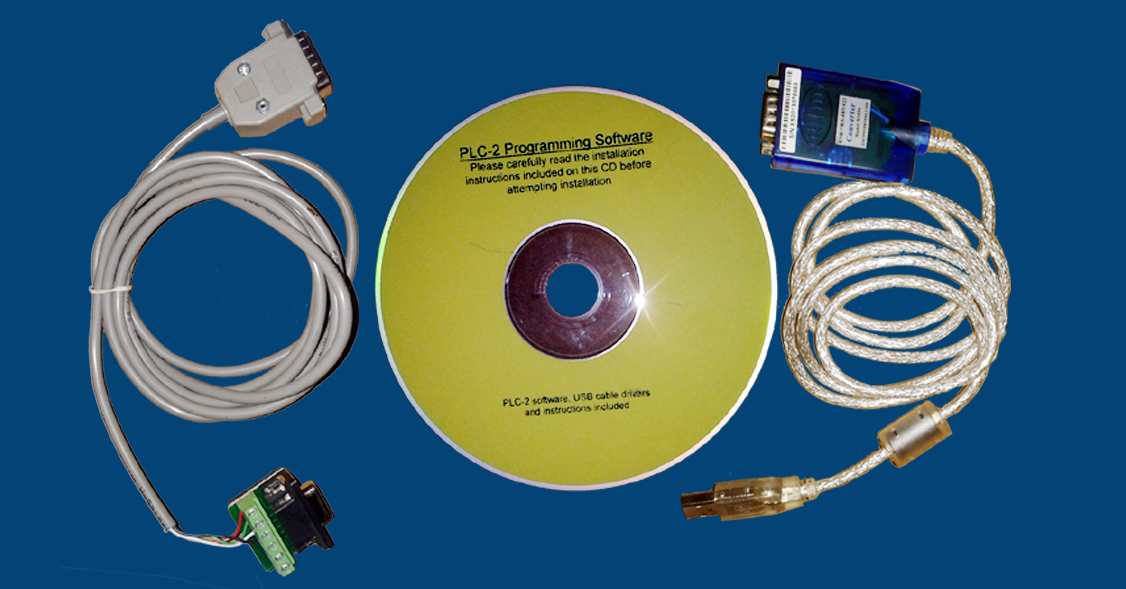 PLC-2 Programming Software
Please carefully read the installation
instructions included on this CD before
attempting installation
PLC-2 software, USB cable drivers
and instructions included
Converter